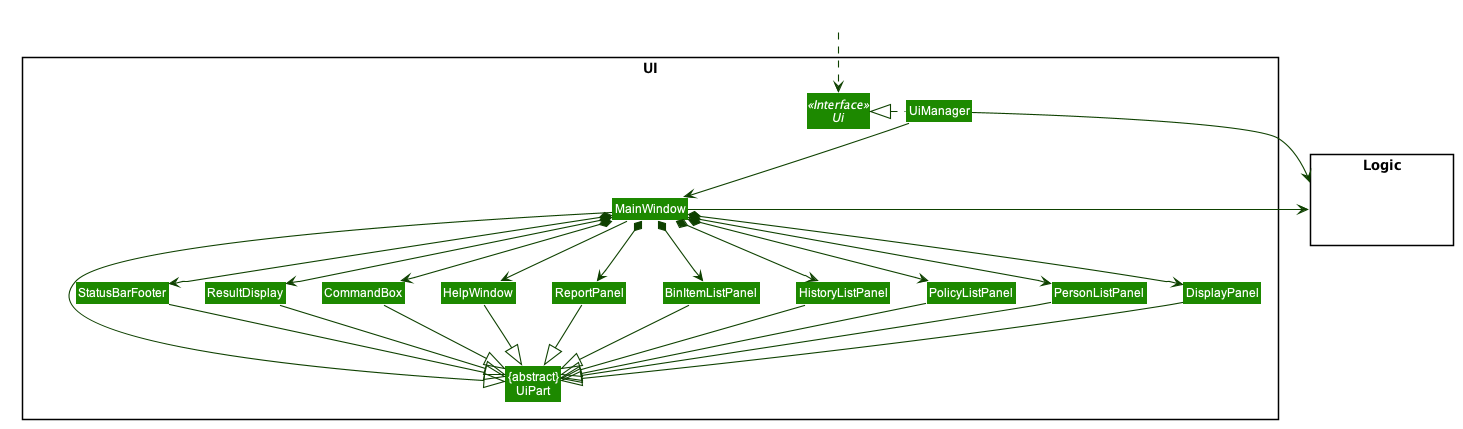 UI
«Interface»
Ui
UiManager
Logic
MainWindow
StatusBarFooter
ResultDisplay
CommandBox
HelpWindow
ReportPanel
BinItemListPanel
HistoryListPanel
PolicyListPanel
PersonListPanel
DisplayPanel
{abstract}
UiPart